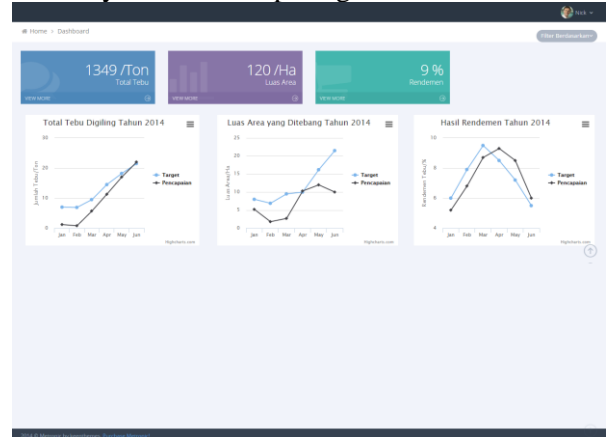 Nick
Home > Dashboard
Filter Berdasarkan
1349 /Ton
Total Tebu
VIEW MORE
120 /Ha
Luas Area
VIEW MORE
9 %
Rendemen
VIEW MORE
Total Tebu Digiling Tahun 2014
30
20
10
0
Jumlah Tebu/Ton
Jan Feb Mar Apr May Jun
Target
Pencapaian
Highcharts.com
Luas Area yang Ditebang Tahun 2014
25
20
15
10
5
0
Luas Area/Ha
Jan Feb Mar Apr May Jun
Target
Pencapaian
Highcharts.com
Hasil Rendemen Tahun 2014
10
8
6
4
Rendemen Tebu/%
Jan Feb Mar Apr May Jun
Target
Pencapaian
Highcharts.com
2014 ©